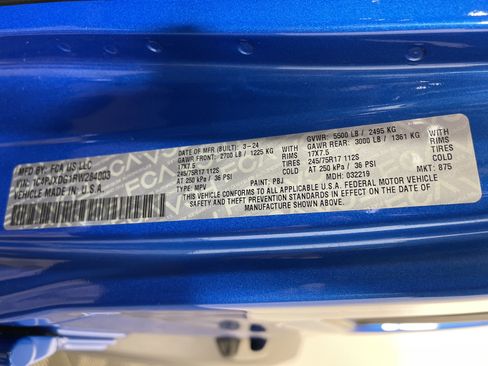 MFD BY: FCA US LLC
DATE OF MFR (BUILT): 3-24
GVWR: 5500 LB / 2495 KG
GAWR FRONT: 2700 LB / 1225 KG WITH
GAWR REAR: 3000 LB / 1361 KG WITH
17X7.5 RIMS
17X7.5 RIMS
245/75R17 112S
245/75R17 112S
AT 250 kPa / 36 PSI COLD
AT 250 kPa / 36 PSI COLD
VIN: 1C4PJXDG1RW284003
TYPE: MPV
PAINT: PBJ
MDH: 032219
MKT: 875
VEHICLE MADE IN U.S.A.
THIS VEHICLE CONFORMS TO ALL APPLICABLE U.S.A. FEDERAL MOTOR VEHICLE
SAFETY AND THEFT PREVENTION STANDARDS IN EFFECT ON THE DATE OF
MANUFACTURE SHOWN ABOVE.